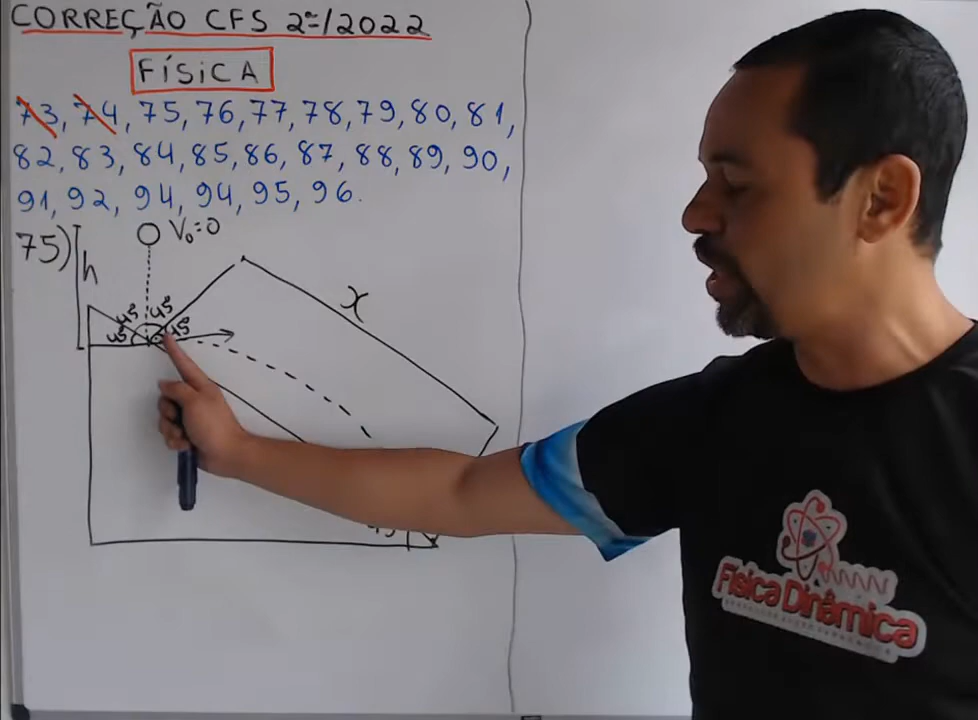 CORREÇÃO CFS 2º/2022
FÍSICA
73, 74, 75, 76, 77, 78, 79, 80, 81,
82, 83, 84, 85, 86, 87, 88, 89, 90,
91, 92, 94, 94, 95, 96.
75) h V₀=0
x
45° 45°
45° 45°
Física Dinâmica